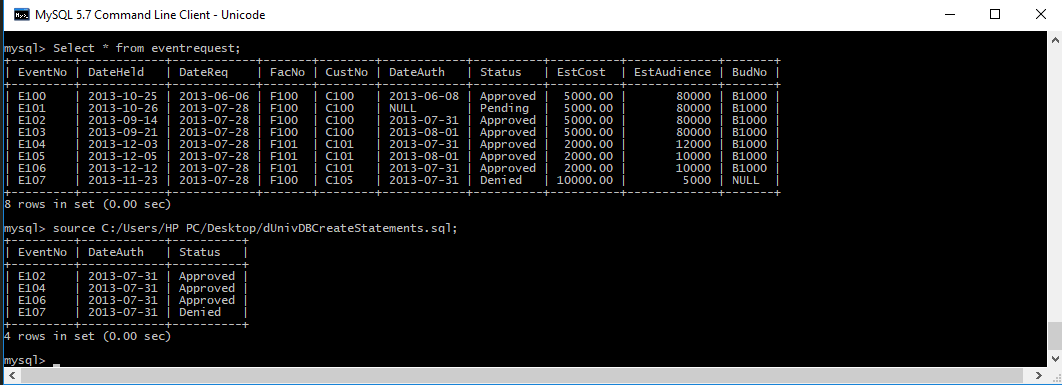 MySQL 5.7 Command Line Client - Unicode
mysql> Select * from eventrequest;
+---------+------------+------------+-------+--------+------------+----------+----------+-------------+-------+
| EventNo | DateHeld   | DateReq    | FacNo | CustNo | DateAuth   | Status   | EstCost  | EstAudience | BudNo |
+---------+------------+------------+-------+--------+------------+----------+----------+-------------+-------+
| E100    | 2013-10-25 | 2013-06-06 | F100  | C100   | 2013-06-08 | Approved |  5000.00 |       80000 | B1000 |
| E101    | 2013-10-26 | 2013-07-28 | F100  | C100   | NULL       | Pending  |  5000.00 |       80000 | B1000 |
| E102    | 2013-09-14 | 2013-07-28 | F100  | C100   | 2013-07-31 | Approved |  5000.00 |       80000 | B1000 |
| E103    | 2013-09-21 | 2013-07-28 | F100  | C100   | 2013-08-01 | Approved |  5000.00 |       80000 | B1000 |
| E104    | 2013-12-03 | 2013-07-28 | F101  | C101   | 2013-07-31 | Approved |  2000.00 |       12000 | B1000 |
| E105    | 2013-12-05 | 2013-07-28 | F101  | C101   | 2013-08-01 | Approved |  2000.00 |       10000 | B1000 |
| E106    | 2013-12-12 | 2013-07-28 | F101  | C101   | 2013-07-31 | Approved |  2000.00 |       10000 | B1000 |
| E107    | 2013-11-23 | 2013-07-28 | F100  | C105   | 2013-07-31 | Denied   | 10000.00 |        5000 | NULL  |
+---------+------------+------------+-------+--------+------------+----------+----------+-------------+-------+
8 rows in set (0.00 sec)
mysql> source C:/Users/HP PC/Desktop/dUnivDBCreateStatements.sql;
+---------+------------+----------+
| EventNo | DateAuth   | Status   |
+---------+------------+----------+
| E102    | 2013-07-31 | Approved |
| E104    | 2013-07-31 | Approved |
| E106    | 2013-07-31 | Approved |
| E107    | 2013-07-31 | Denied   |
+---------+------------+----------+
4 rows in set (0.00 sec)
mysql> _